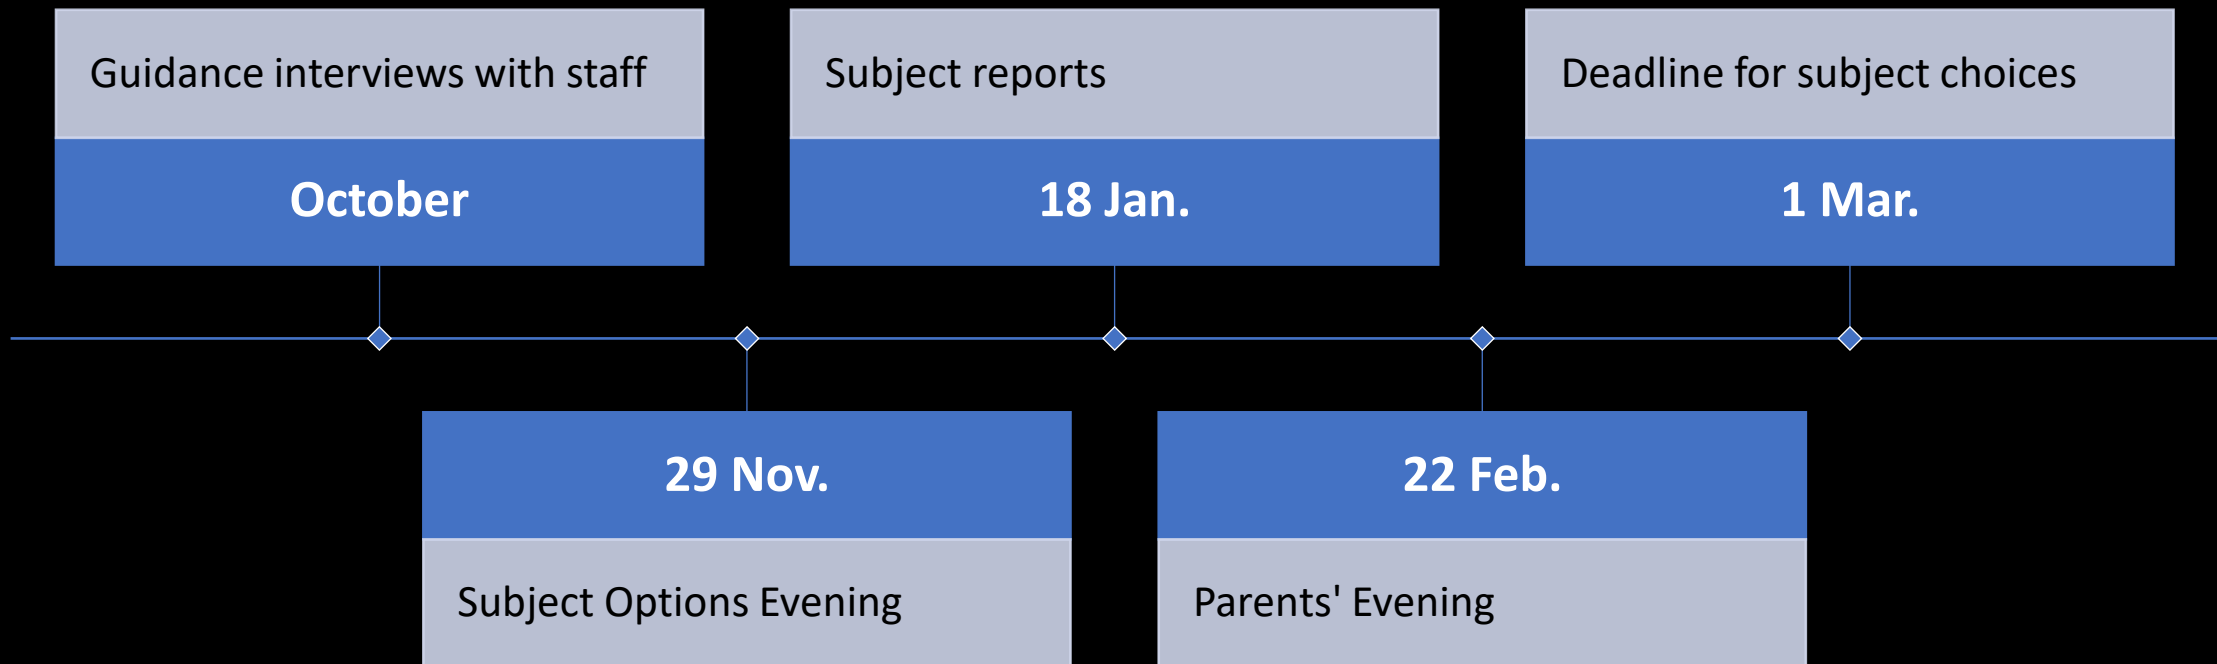 Guidance interviews with staff
October
29 Nov.
Subject Options Evening
Subject reports
18 Jan.
22 Feb.
Parents' Evening
Deadline for subject choices
1 Mar.